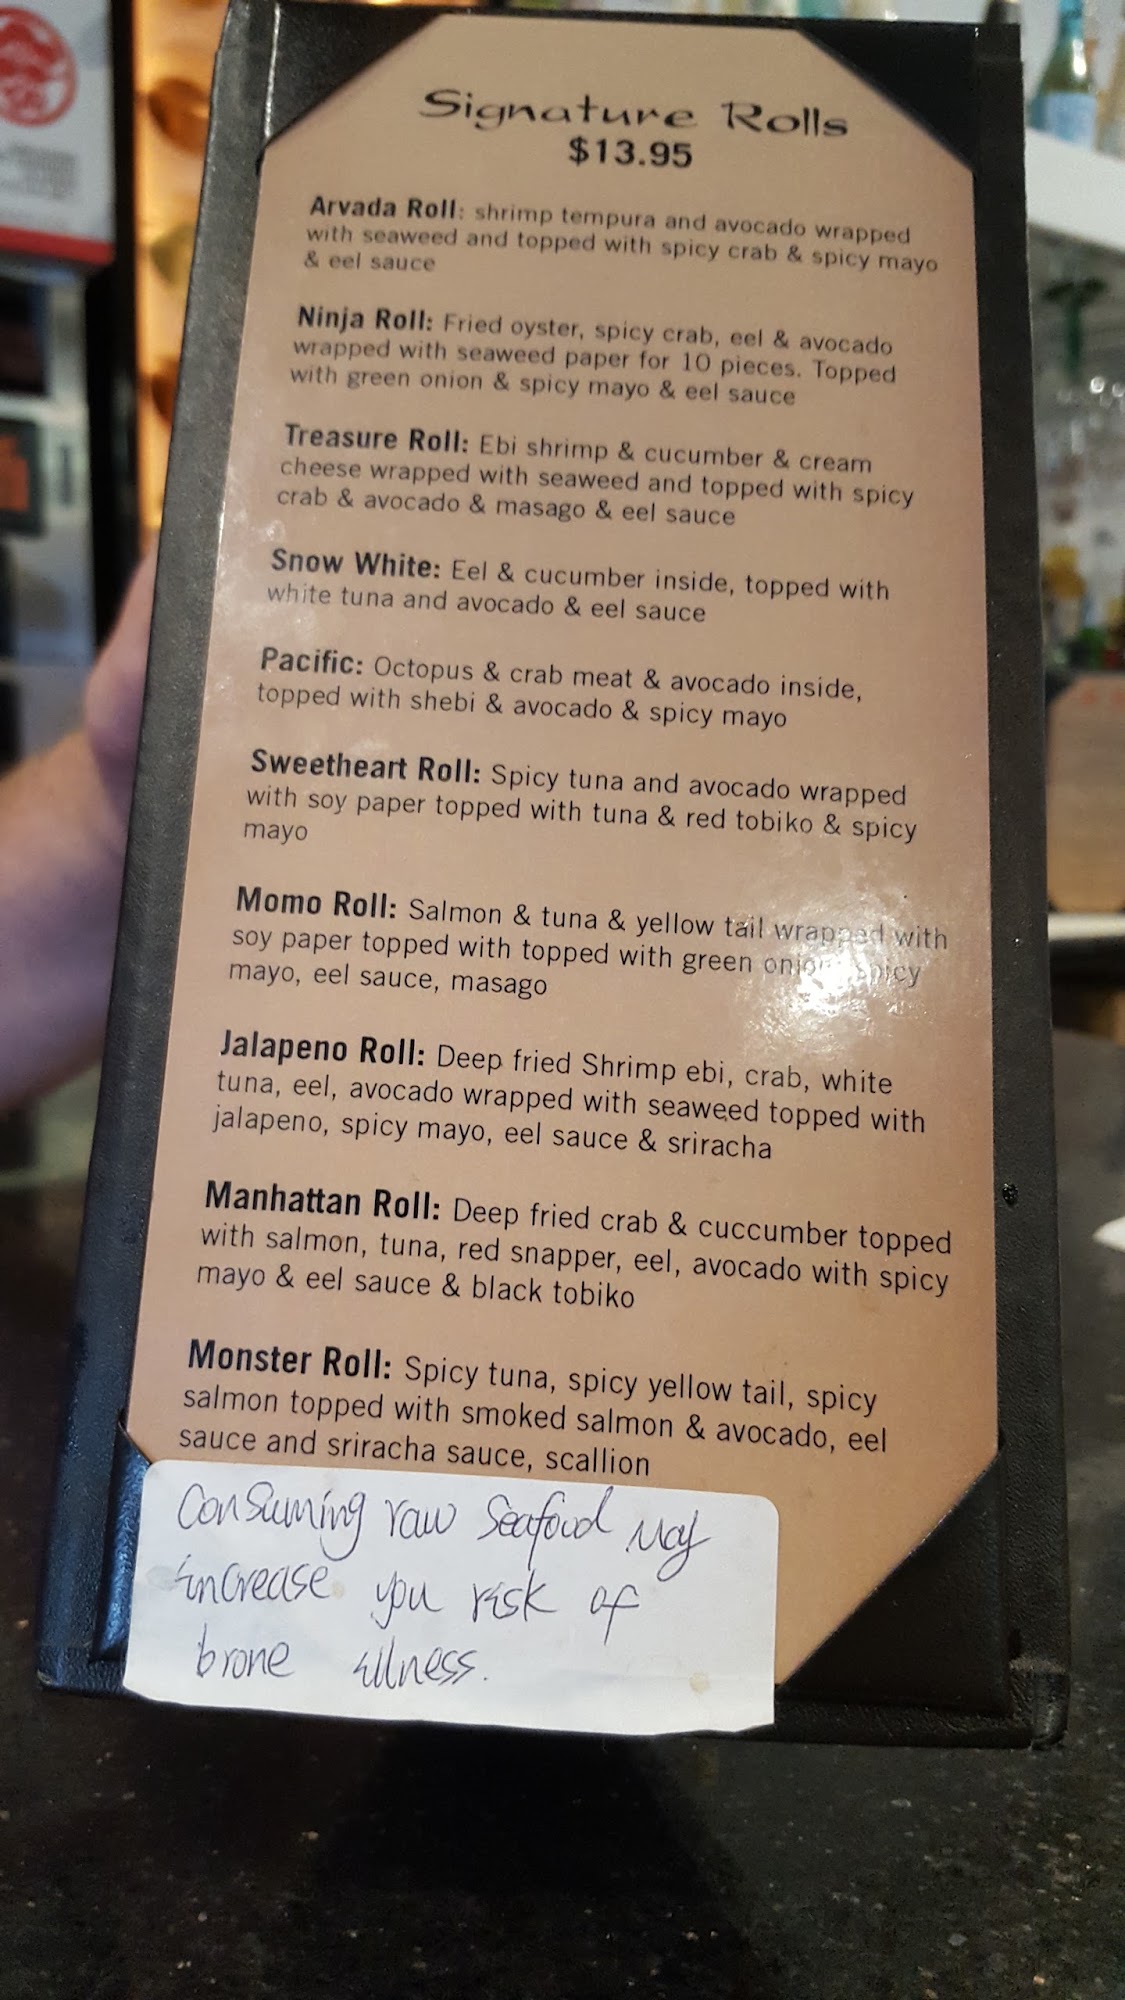 Signature Rolls
$13.95
Arvada Roll: shrimp tempura and avocado wrapped
with seaweed and topped with spicy crab & spicy mayo
& eel sauce
Ninja Roll: Fried oyster, spicy crab, eel & avocado
wrapped with seaweed paper for 10 pieces. Topped
with green onion & spicy mayo & eel sauce
Treasure Roll: Ebi shrimp & cucumber & cream
cheese wrapped with seaweed and topped with spicy
crab & avocado & masago & eel sauce
Snow White: Eel & cucumber inside, topped with
white tuna and avocado & eel sauce
Pacific: Octopus & crab meat & avocado inside,
topped with shebi & avocado & spicy mayo
Sweetheart Roll: Spicy tuna and avocado wrapped
with soy paper topped with tuna & red tobiko & spicy
mayo
Momo Roll: Salmon & tuna & yellow tail wrapped with
soy paper topped with topped with green onion, spicy
mayo, eel sauce, masago
Jalapeno Roll: Deep fried Shrimp ebi, crab, white
tuna, eel, avocado wrapped with seaweed topped with
jalapeno, spicy mayo, eel sauce & sriracha
Manhattan Roll: Deep fried crab & cuccumber topped
with salmon, tuna, red snapper, eel, avocado with spicy
mayo & eel sauce & black tobiko
Monster Roll: Spicy tuna, spicy yellow tail, spicy
salmon topped with smoked salmon & avocado, eel
sauce and sriracha sauce, scallion
Consuming raw Seafood may
increase you risk of
brone illness.